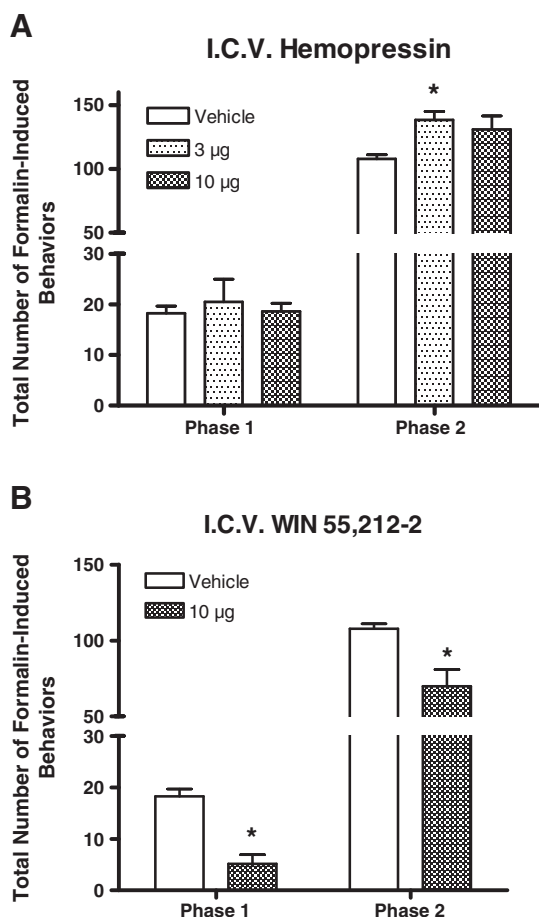 A
I.C.V. Hemopressin
Total Number of Formalin-Induced
Behaviors
150
100
50
30
20
10
0
Vehicle
3 µg
10 µg
*
Phase 1
Phase 2
B
I.C.V. WIN 55,212-2
Total Number of Formalin-Induced
Behaviors
150
100
50
30
20
10
0
Vehicle
10 µg
*
*
Phase 1
Phase 2